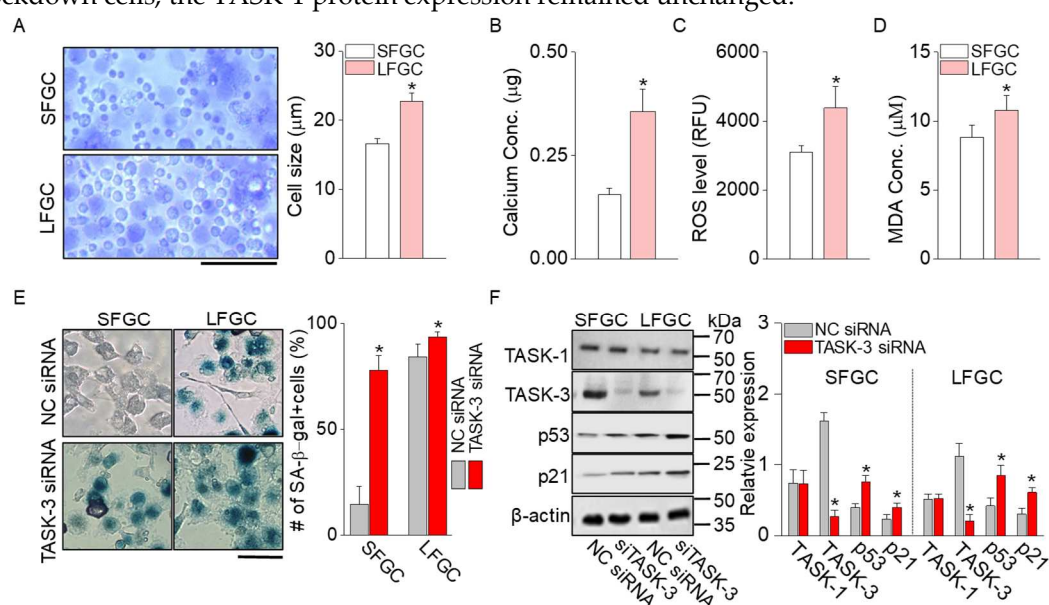 ckdown cells, the TASK-1 protein expression remained unchanged.
A
SFGC
LFGC
Cell size (μm)
30
20
10
0
SFGC
LFGC
*
B
Calcium Conc. (μg)
0.50
0.25
0.00
*
C
ROS level (RFU)
6000
4000
2000
0
*
D
MDA Conc. (μM)
15
10
5
0
SFGC
LFGC
*
E
SFGC LFGC
NC siRNA
TASK-3 siRNA
# of SA-β-gal+cells (%)
100
50
0
*
*
SFGC
LFGC
NC siRNA
TASK-3 siRNA
F
SFGC LFGC kDa
TASK-1
70
50
TASK-3
70
50
p53
50
p21
25
15
β-actin
50
35
NC siRNA
siTASK-3
NC siRNA
siTASK-3
Relatvie expression
3
2
1
0
NC siRNA
TASK-3 siRNA
SFGC LFGC
* * * * * *
TASK-1
TASK-3
p53
p21
TASK-1
TASK-3
p53
p21